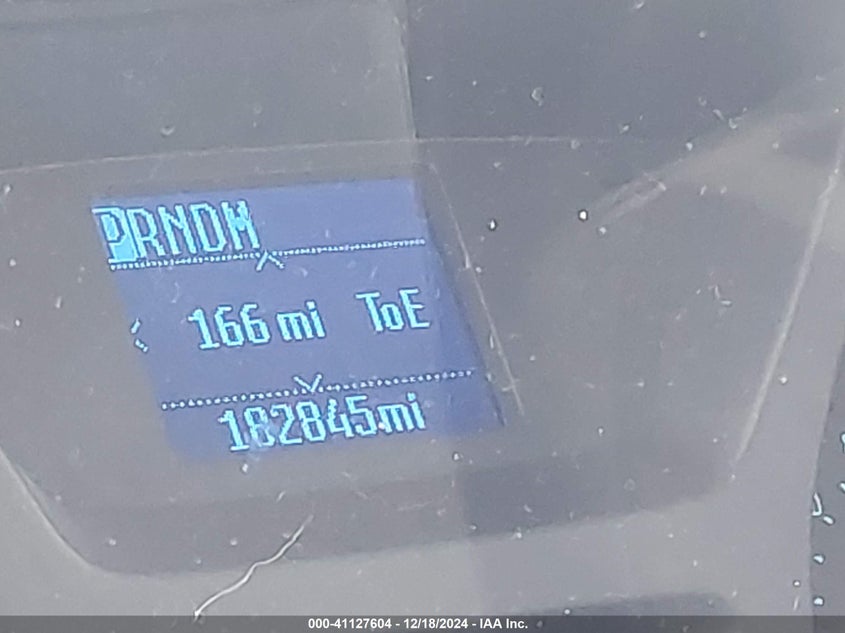 PRNDM
166 mi ToE
182845mi
000-41127604 - 12/18/2024 - IAA Inc.